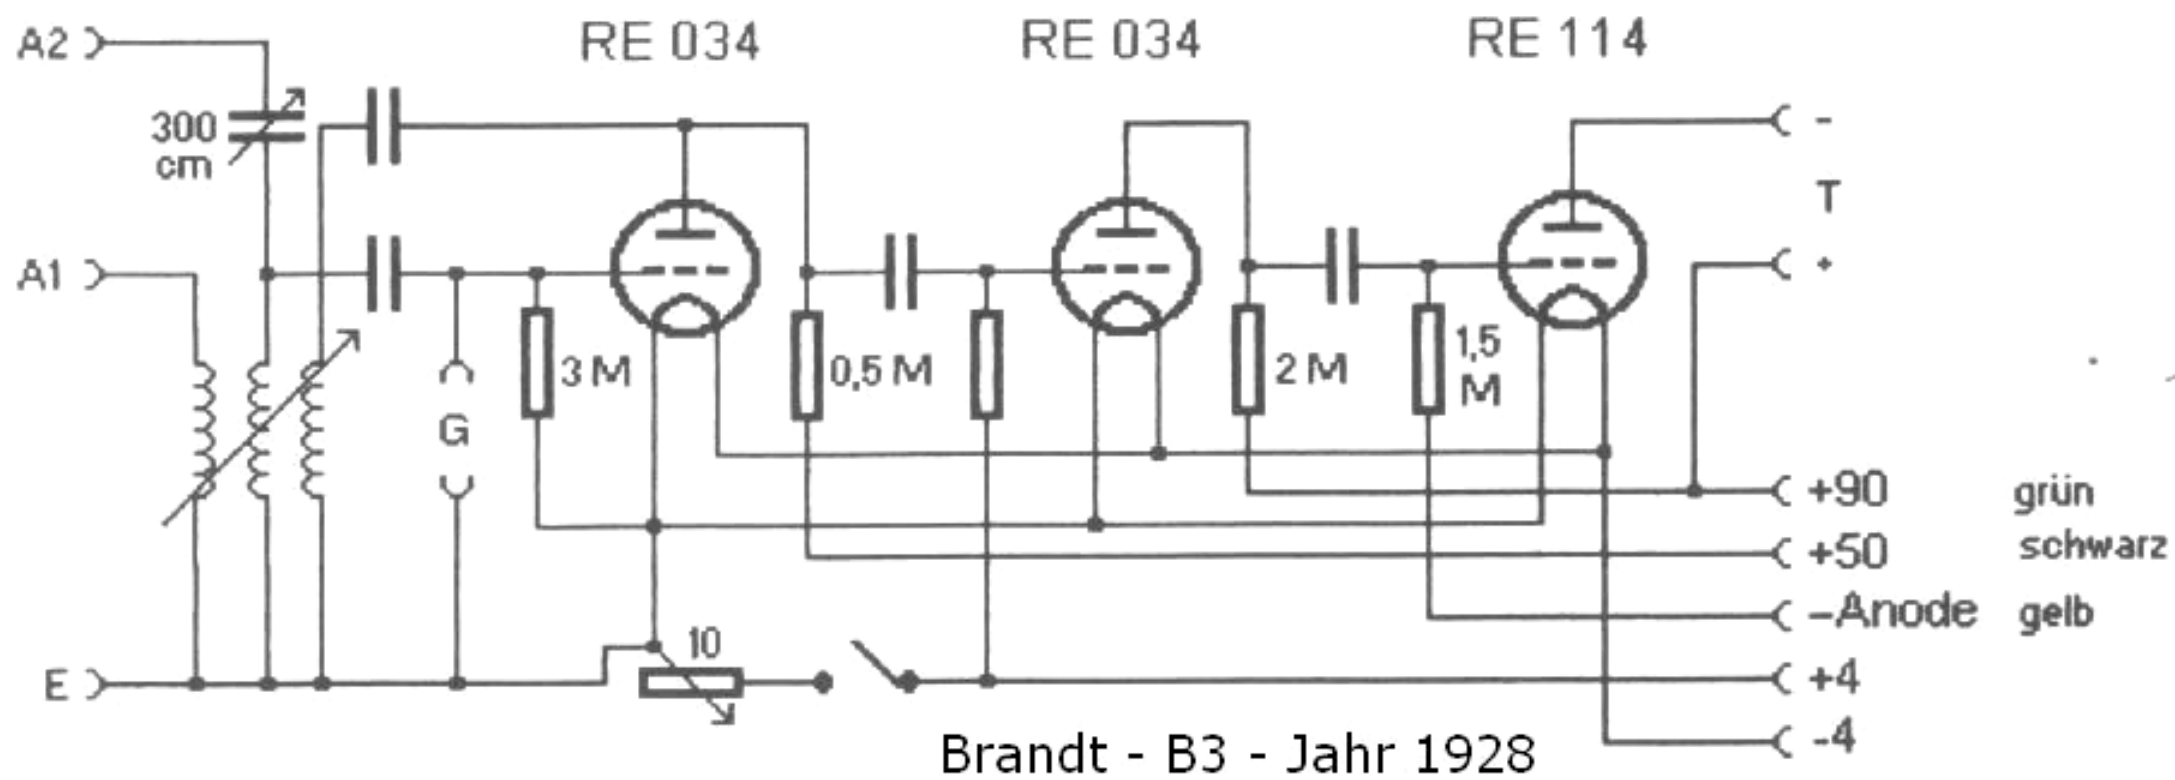 A2
RE 034
RE 034
RE 114
300
cm
-
T
A1
+
3 M
0,5 M
2 M
1,5
M
G
+90 grün
+50 schwarz
-Anode gelb
10
E
+4
-4
Brandt - B3 - Jahr 1928